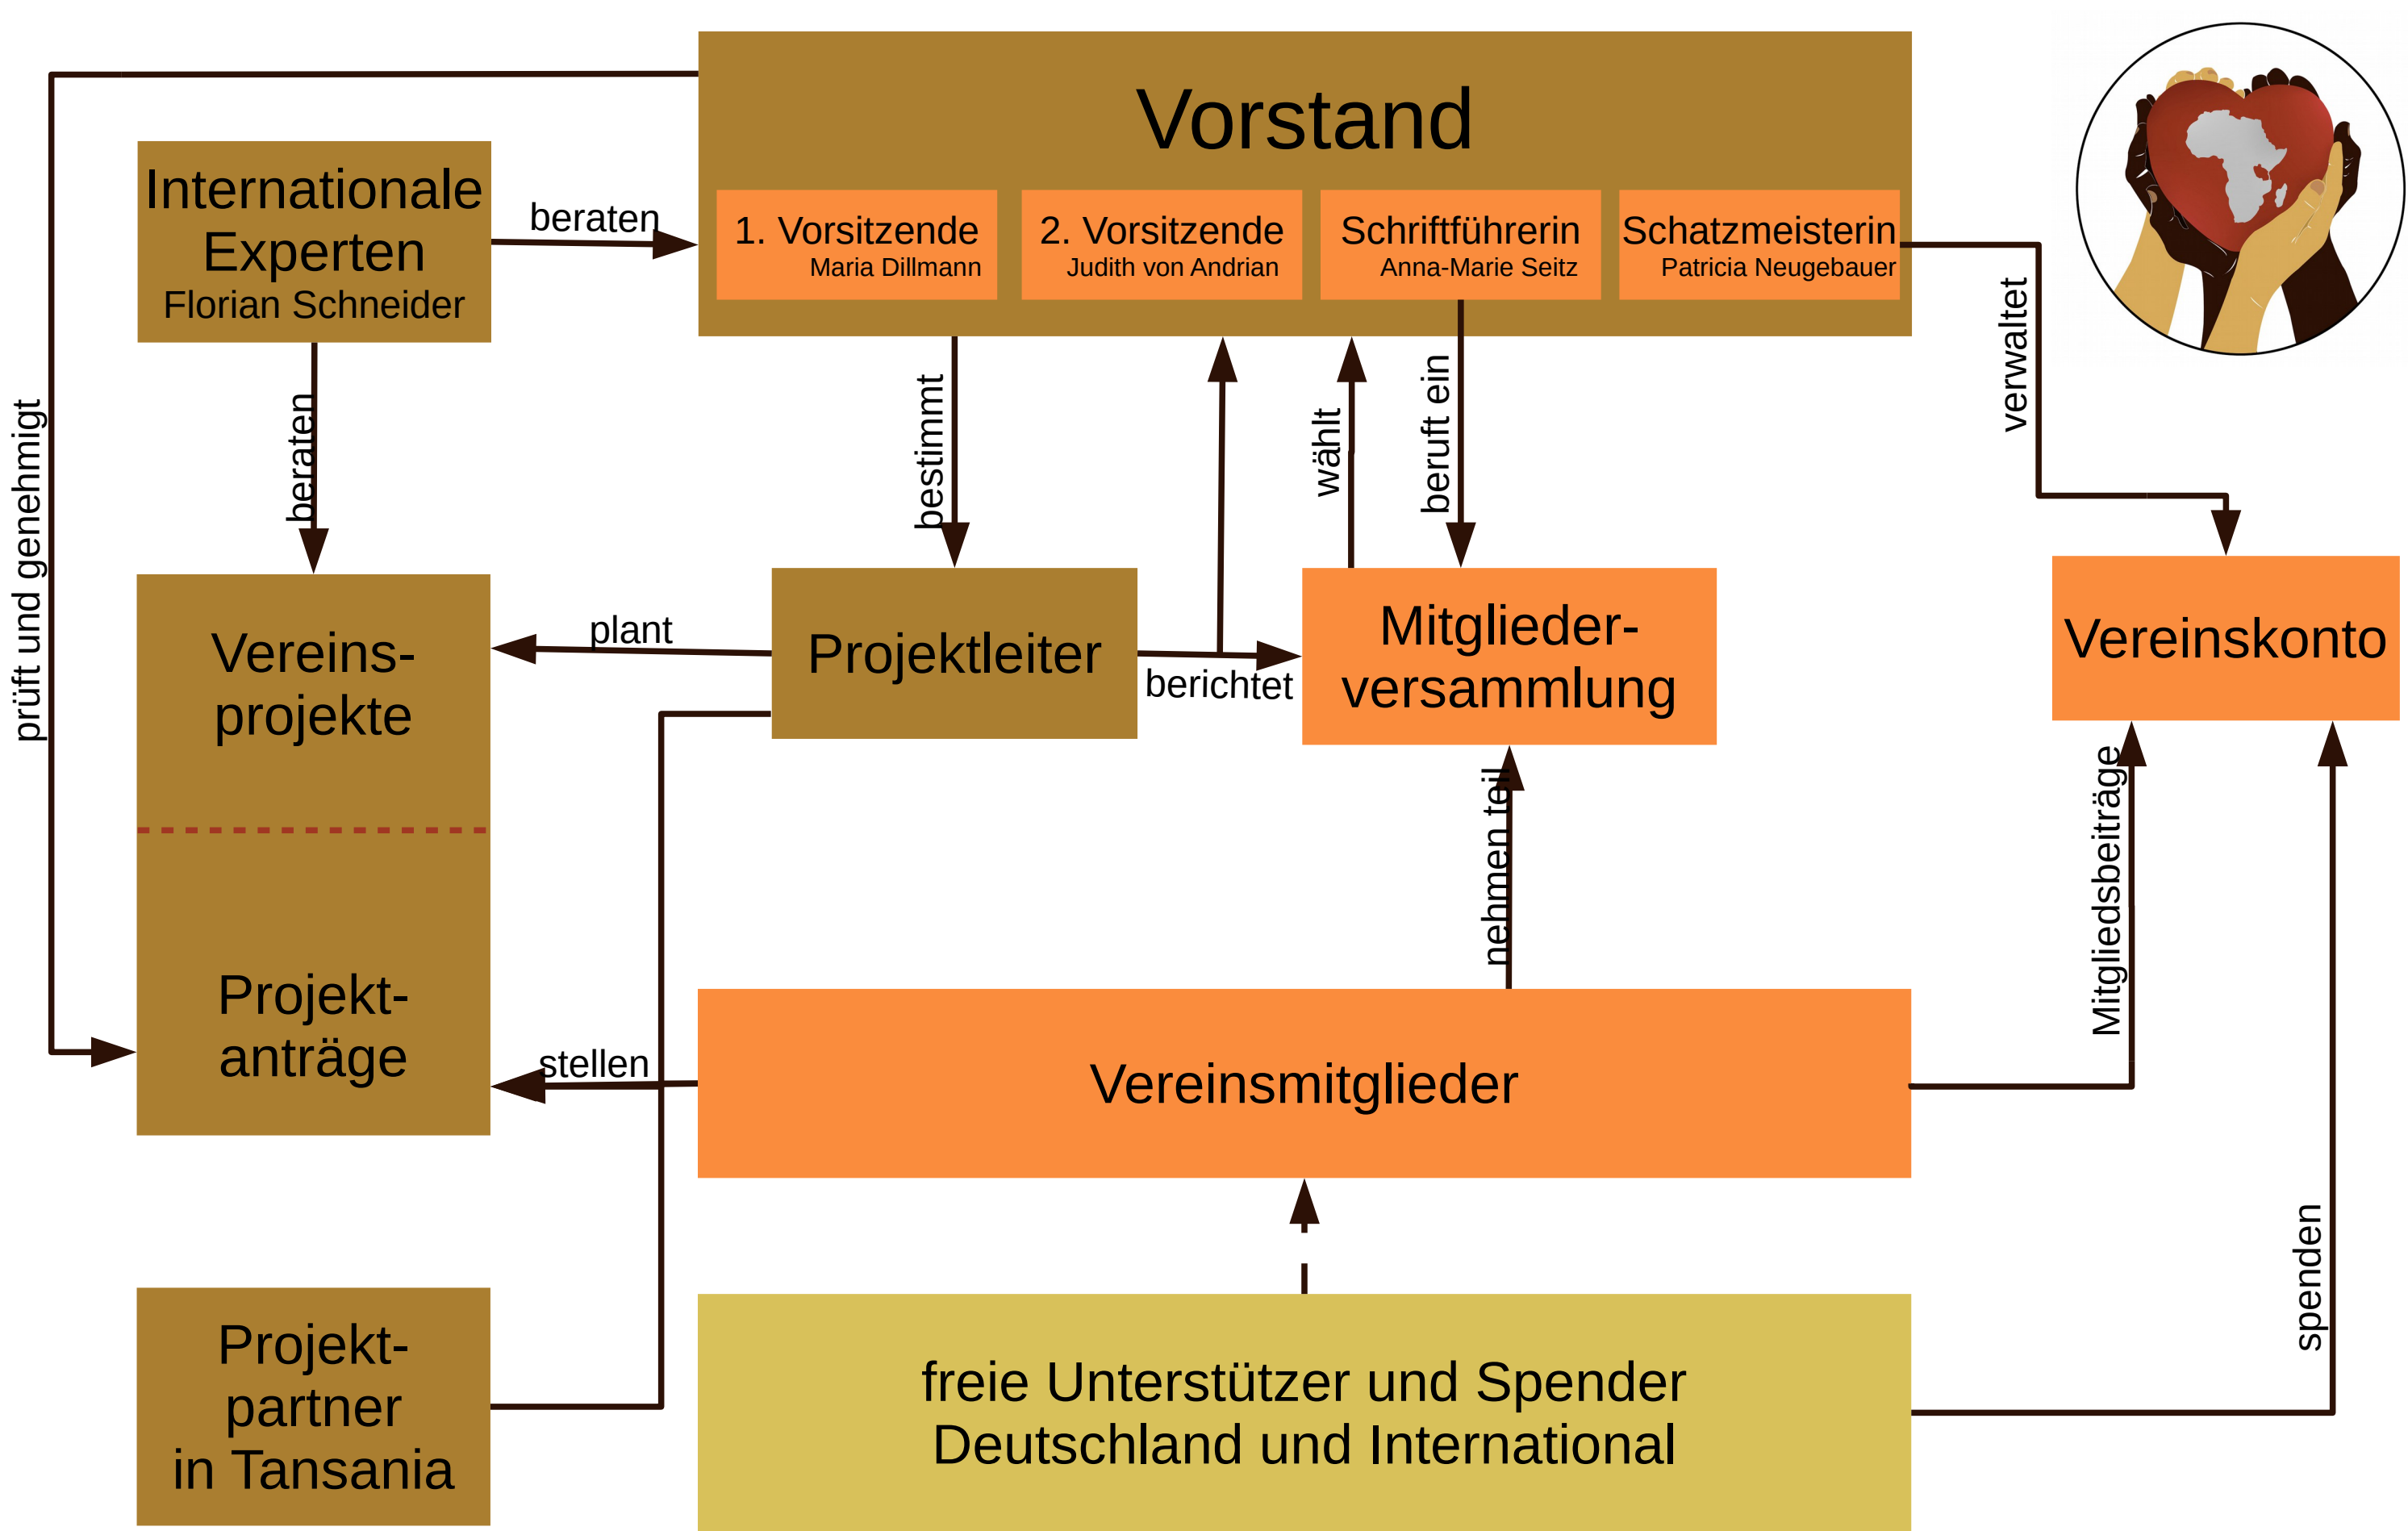 Vorstand
Internationale
Experten
Florian Schneider
beraten
1. Vorsitzende
Maria Dillmann
2. Vorsitzende
Judith von Andrian
Schriftführerin
Anna-Marie Seitz
Schatzmeisterin
Patricia Neugebauer
verwaltet
prüft und genehmigt
beraten
bestimmt
wählt
beruft ein
Vereins-
projekte
plant
Projektleiter
berichtet
Mitglieder-
versammlung
Vereinskonto
nehmen teil
Mitgliedsbeiträge
Projekt-
anträge
stellen
Vereinsmitglieder
spenden
Projekt-
partner
in Tansania
freie Unterstützer und Spender
Deutschland und International